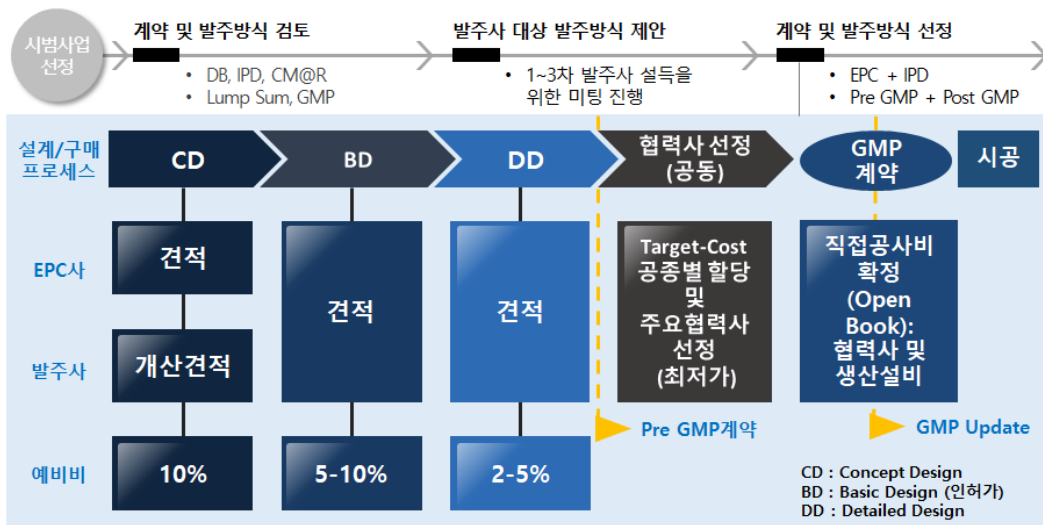 시범사업
선정
계약 및 발주방식 검토
• DB, IPD, CM@R
• Lump Sum, GMP
발주사 대상 발주방식 제안
• 1~3차 발주사 설득을
위한 미팅 진행
계약 및 발주방식 선정
• EPC + IPD
• Pre GMP + Post GMP
설계/구매
프로세스
CD
BD
DD
협력사 선정
(공동)
GMP
계약
시공
EPC사
견적
견적
견적
Target-Cost
공종별 할당
및
주요협력사
선정
(최저가)
직접공사비
확정
(Open
Book):
협력사 및
생산설비
발주사
개산견적
Pre GMP계약
GMP Update
예비비
10%
5-10%
2-5%
CD : Concept Design
BD : Basic Design (인허가)
DD : Detailed Design